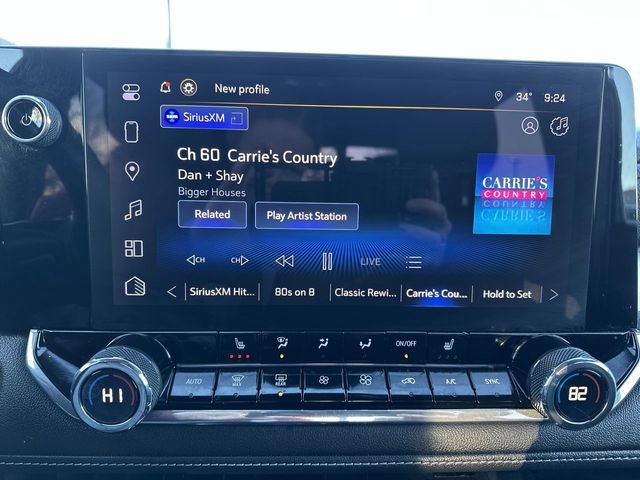 New profile
34° 9:24
SiriusXM
Ch 60 Carrie's Country
Dan + Shay
Bigger Houses
Related
Play Artist Station
CARRIE'S
COUNTRY
CH
CH
LIVE
SiriusXM Hit...
80s on 8
Classic Rewi...
Carrie's Cou...
Hold to Set
ON/OFF
AUTO
MAX
REAR
A/C
SYNC
HI
82